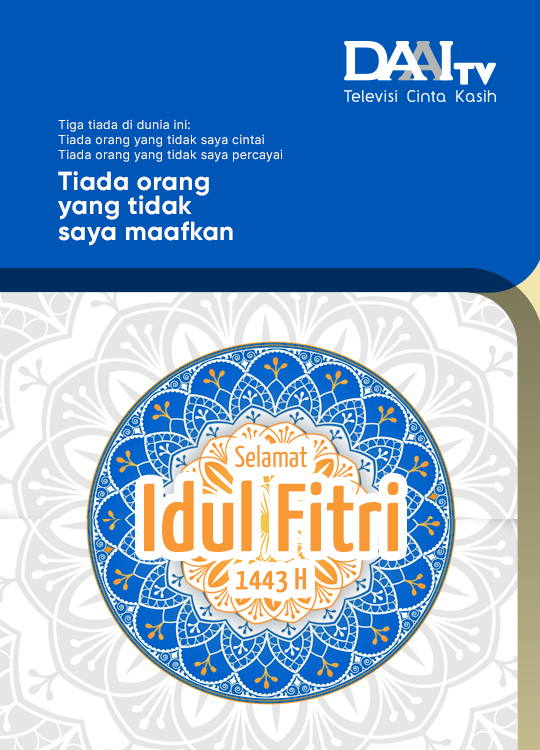 DAAI TV
Televisi Cinta Kasih
Tiga tiada di dunia ini:
Tiada orang yang tidak saya cintai
Tiada orang yang tidak saya percayai
Tiada orang
yang tidak
saya maafkan
Selamat
Idul Fitri
1443 H